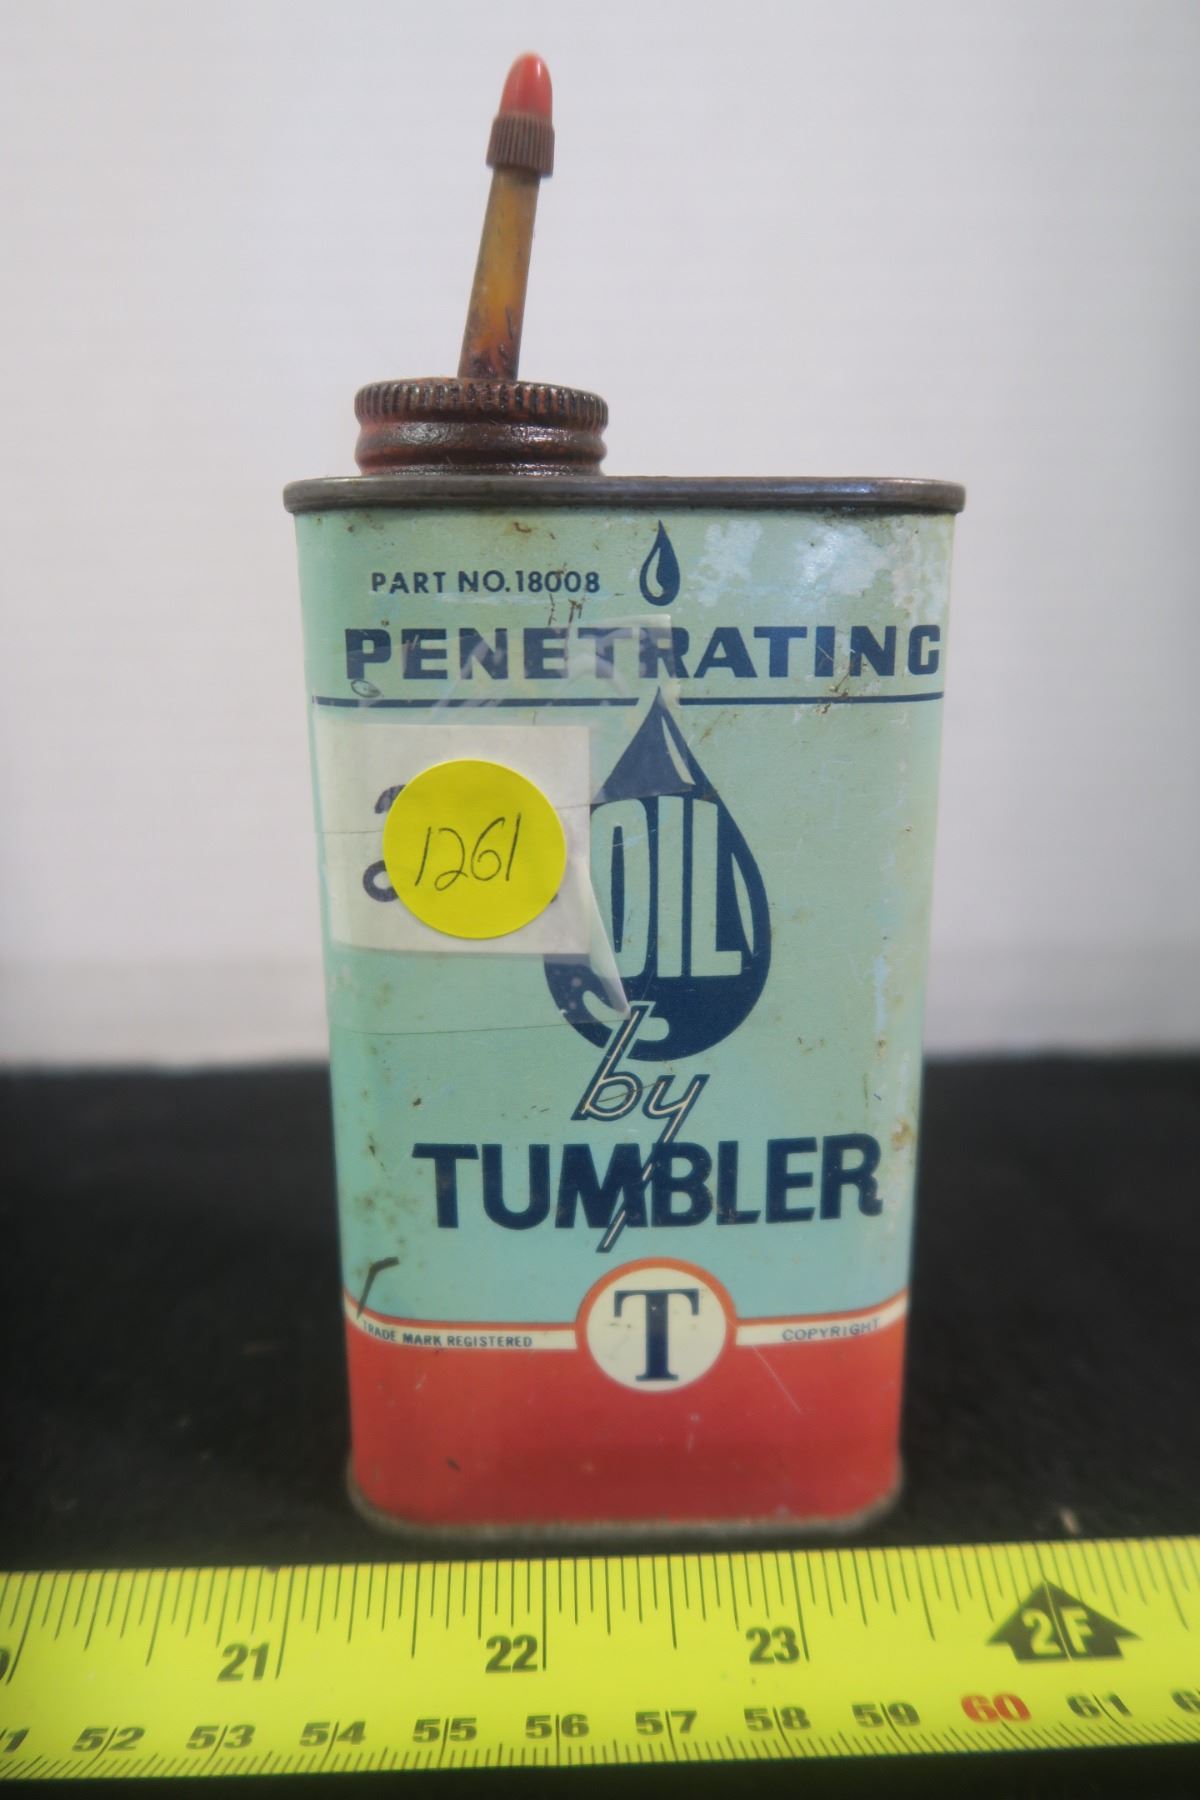 PART NO. 18008
PENETRATING
1261
OIL
by
TUMBLER
T
TRADE MARK REGISTERED
COPYRIGHT
21 22 23 2F
52 53 54 55 56 57 58 59 60 61